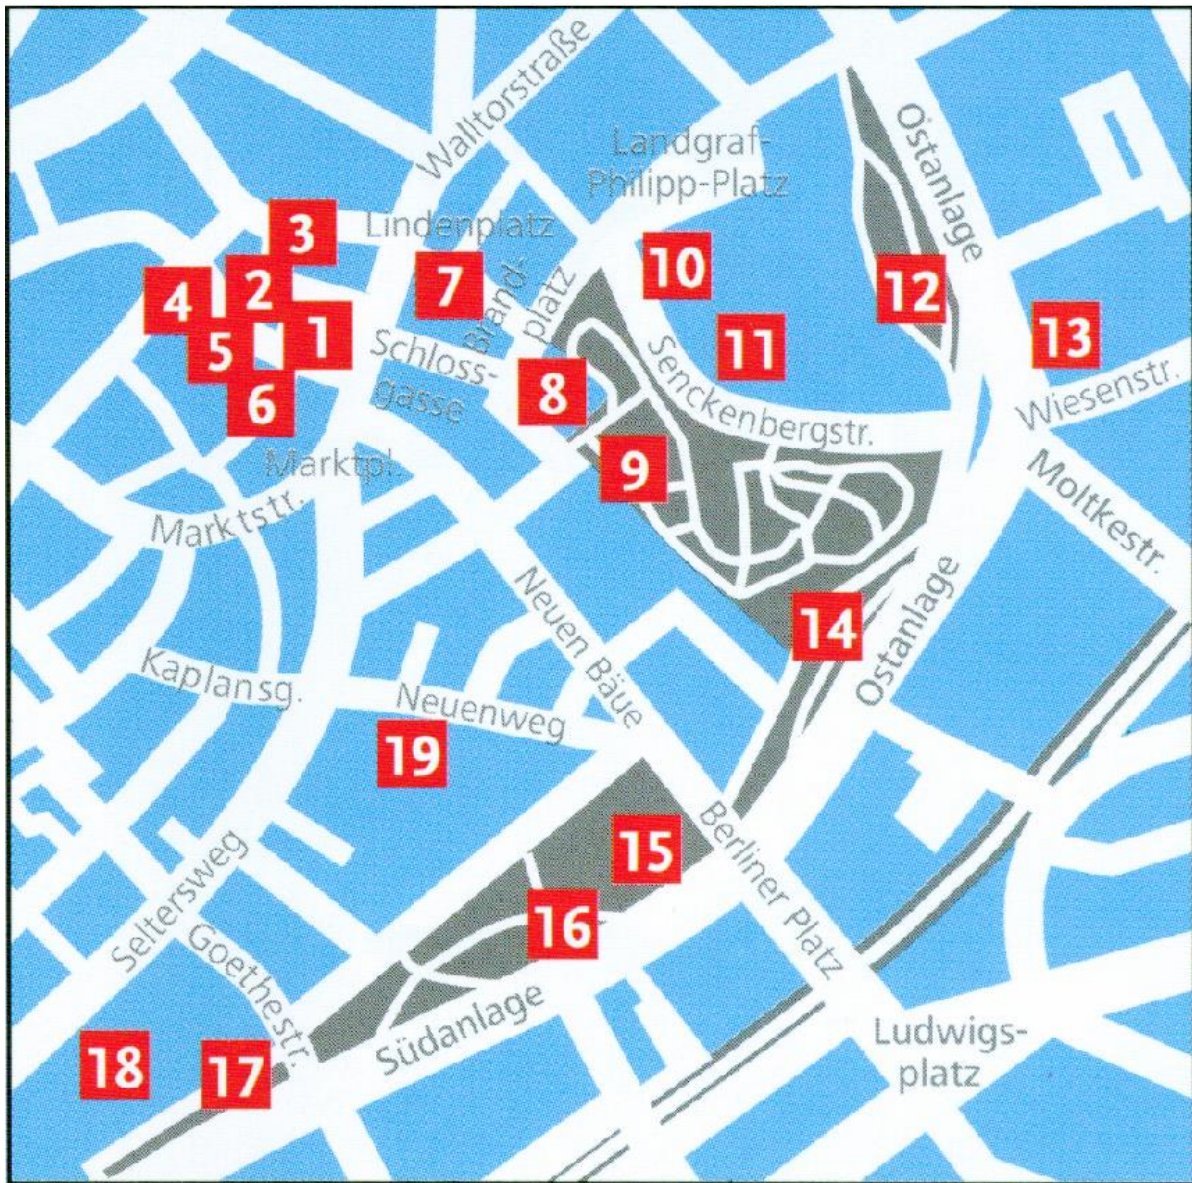 Walltorstraße
Landgraf-
Philipp-Platz
Ostanlage
Lindenplatz
3
10
4
2
7
12
Brand-
platz
5
1
Schloss-
gasse
11
13
6
8
Senckenbergstr.
Wiesenstr.
Marktpl.
9
Moltkestr.
Marktstr.
Neuen Bäue
14
Ostanlage
Kaplansg.
Neuenweg
19
15
Berliner Platz
Seltersweg
16
Goethestr.
Südanlage
Ludwigs-
platz
18
17